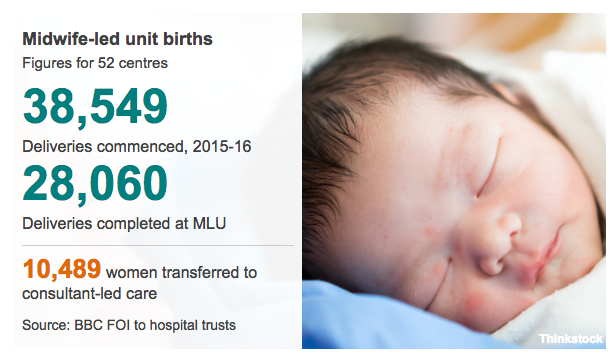 Midwife-led unit births
Figures for 52 centres
38,549
Deliveries commenced, 2015-16
28,060
Deliveries completed at MLU
10,489 women transferred to
consultant-led care
Source: BBC FOI to hospital trusts
Thinkstock